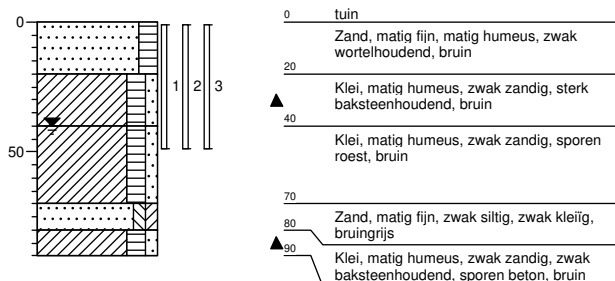 0
50
1 2 3
0 tuin
Zand, matig fijn, matig humeus, zwak
wortelhoudend, bruin
20
Klei, matig humeus, zwak zandig, sterk
baksteenhoudend, bruin
40
Klei, matig humeus, zwak zandig, sporen
roest, bruin
70
Zand, matig fijn, zwak siltig, zwak kleiïg,
bruingrijs
80
90
Klei, matig humeus, zwak zandig, zwak
baksteenhoudend, sporen beton, bruin